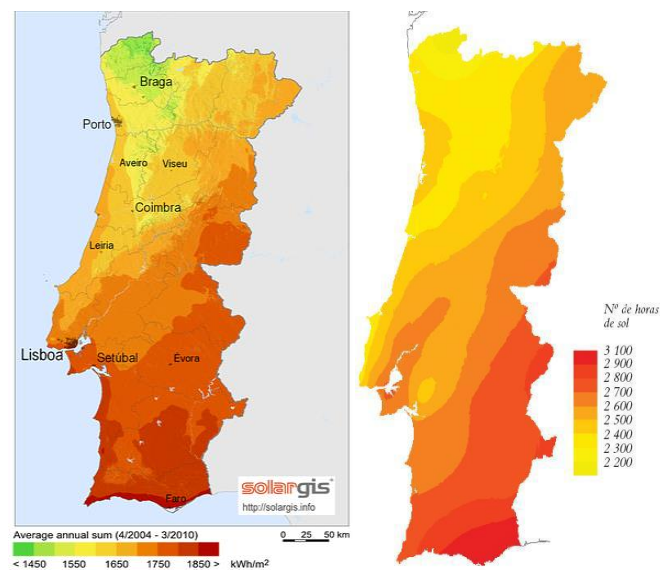 Braga
Porto
Aveiro Viseu
Coimbra
Leiria
Lisboa
Setúbal
Évora
Faro
solargis
http://solargis.info
Average annual sum (4/2004 - 3/2010)
0 25 50 km
< 1450 1550 1650 1750 1850 > kWh/m²
Nº de horas
de sol
3 100
2 900
2 800
2 700
2 600
2 500
2 400
2 300
2 200